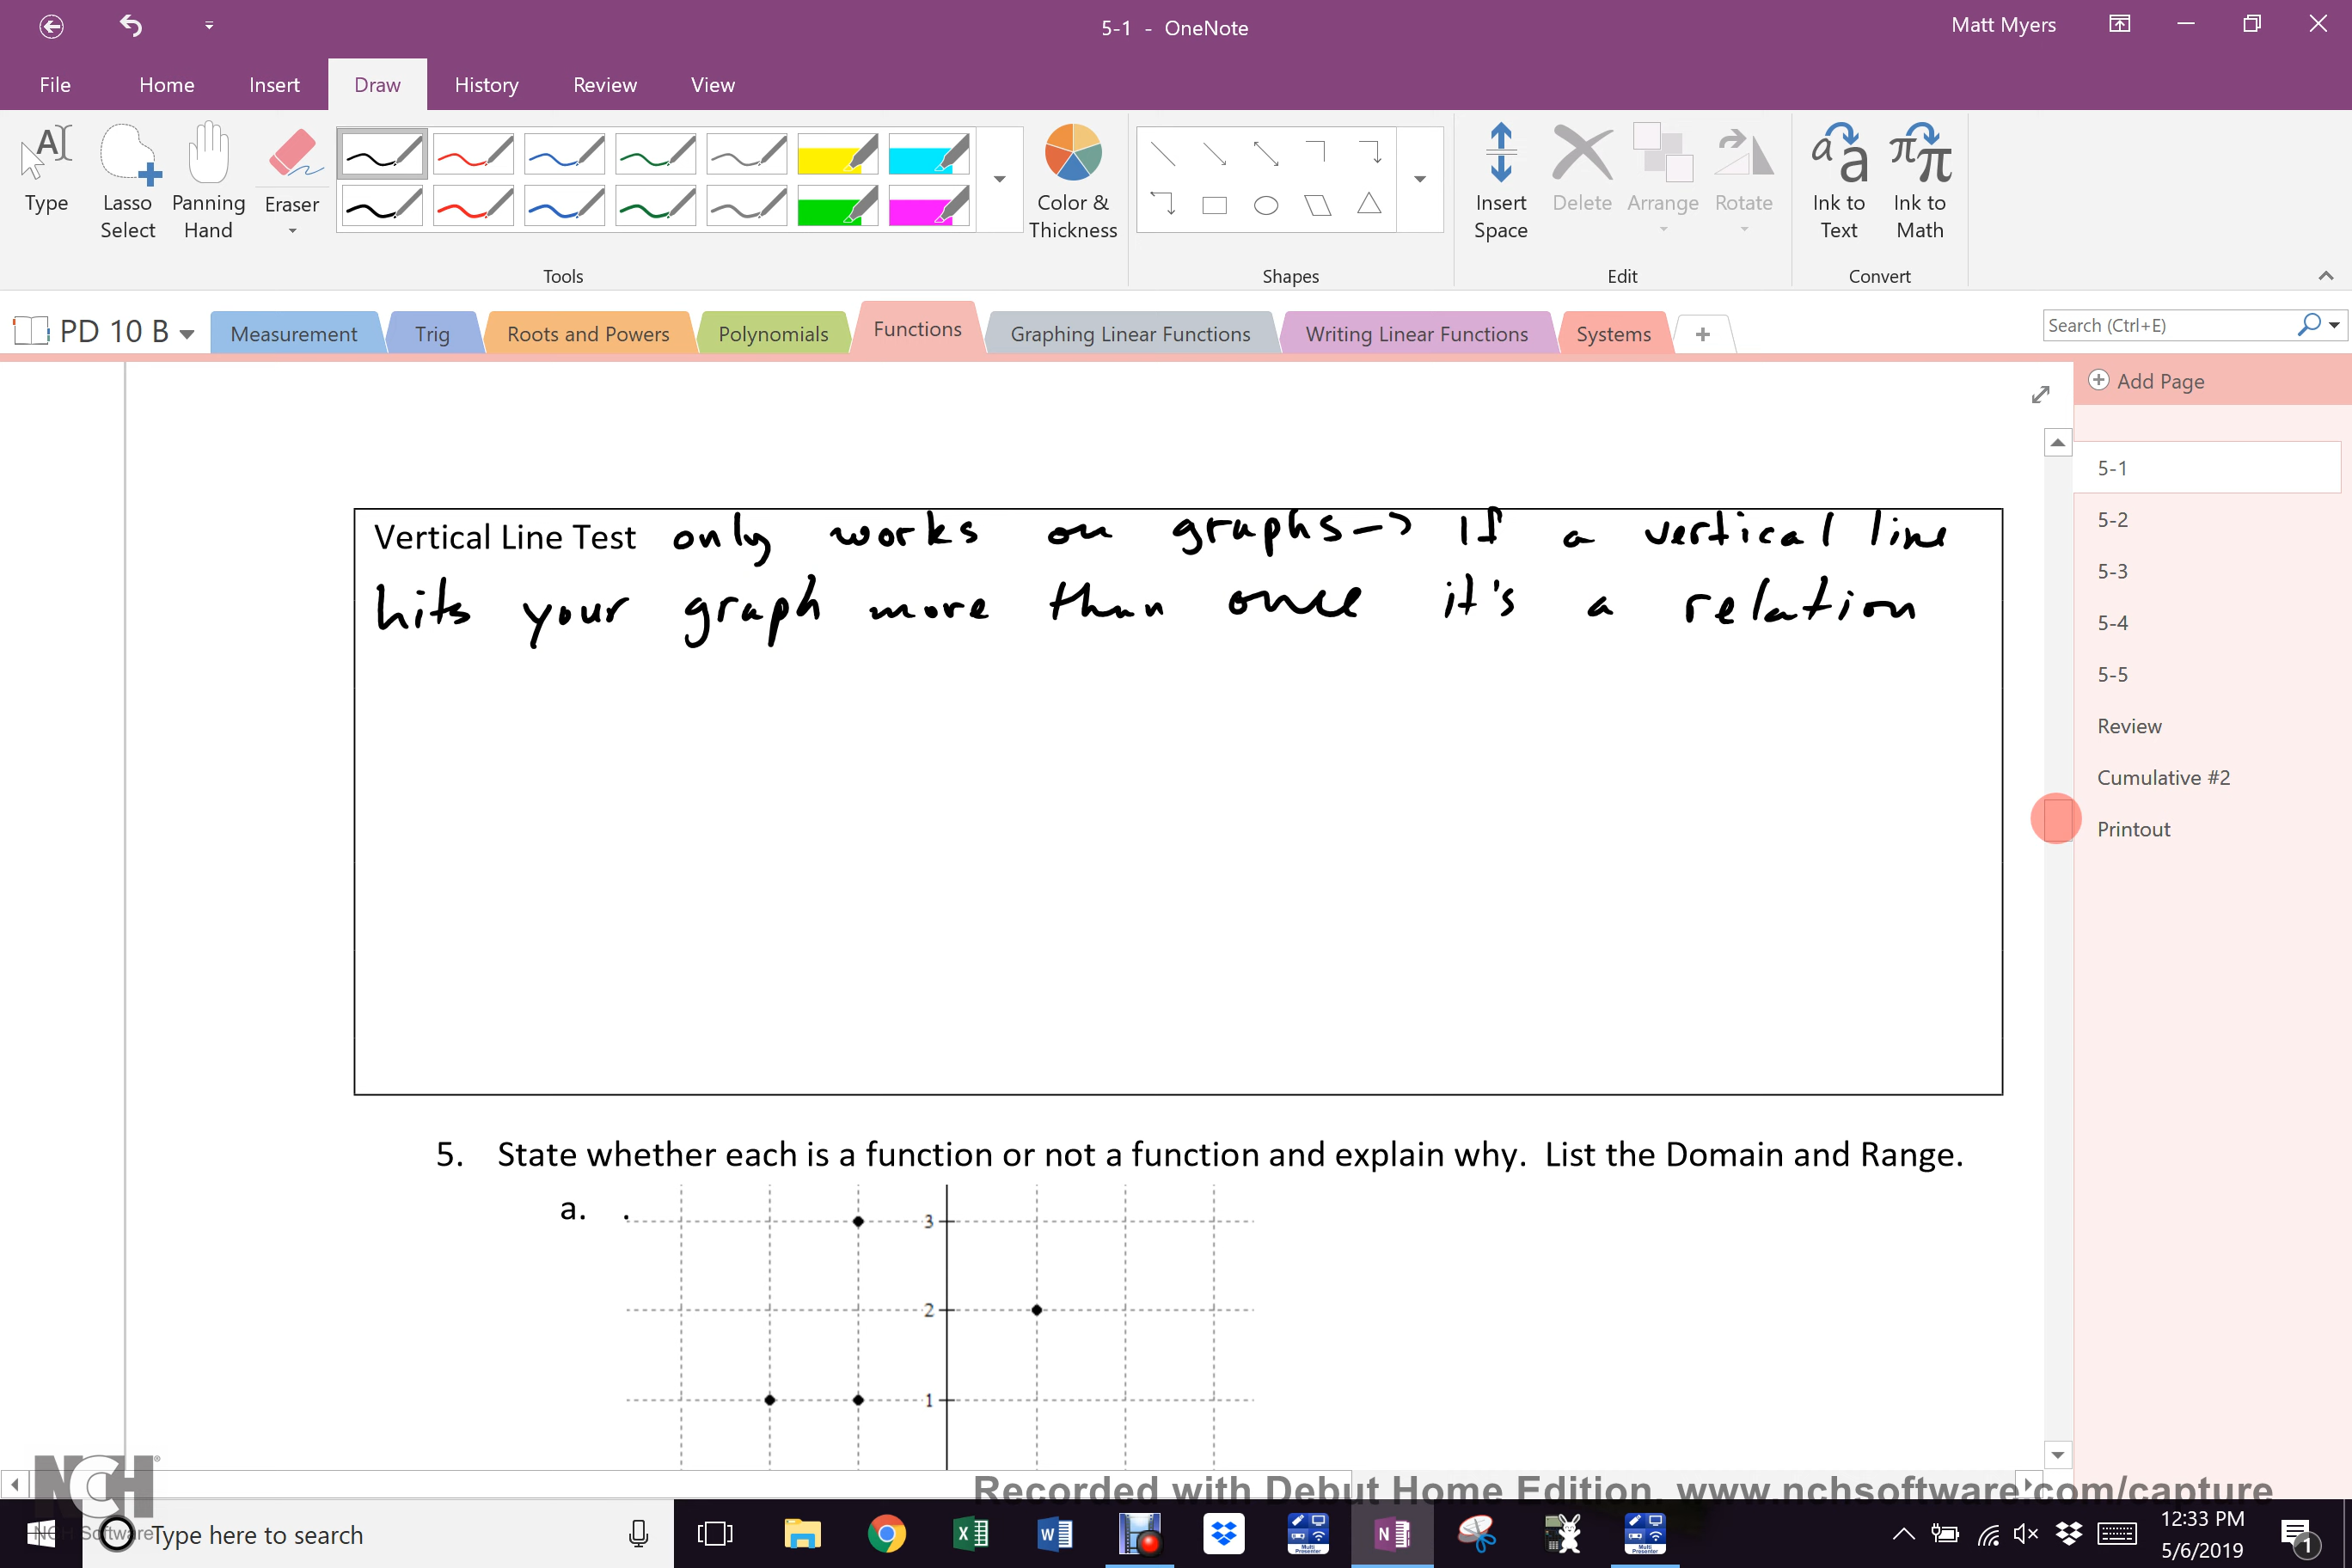 5-1 - OneNote
Matt Myers
File Home Insert Draw History Review View
Type
Lasso Select
Panning Hand
Eraser
Color & Thickness
Insert Space
Delete
Arrange
Rotate
Ink to Text
Ink to Math
Tools
Shapes
Edit
Convert
PD 10 B
Measurement Trig Roots and Powers Polynomials Functions Graphing Linear Functions Writing Linear Functions Systems +
Search (Ctrl+E)
Add Page
5-1
5-2
5-3
5-4
5-5
Review
Cumulative #2
Printout
Vertical Line Test only works on graphs -> If a vertical line
hits your graph more than once it's a relation
5. State whether each is a function or not a function and explain why. List the Domain and Range.
a. .
3
2
1
NCH®
NCH Software
Recorded with Debut Home Edition. www.nchsoftware.com/capture
Type here to search
12:33 PM
5/6/2019
1